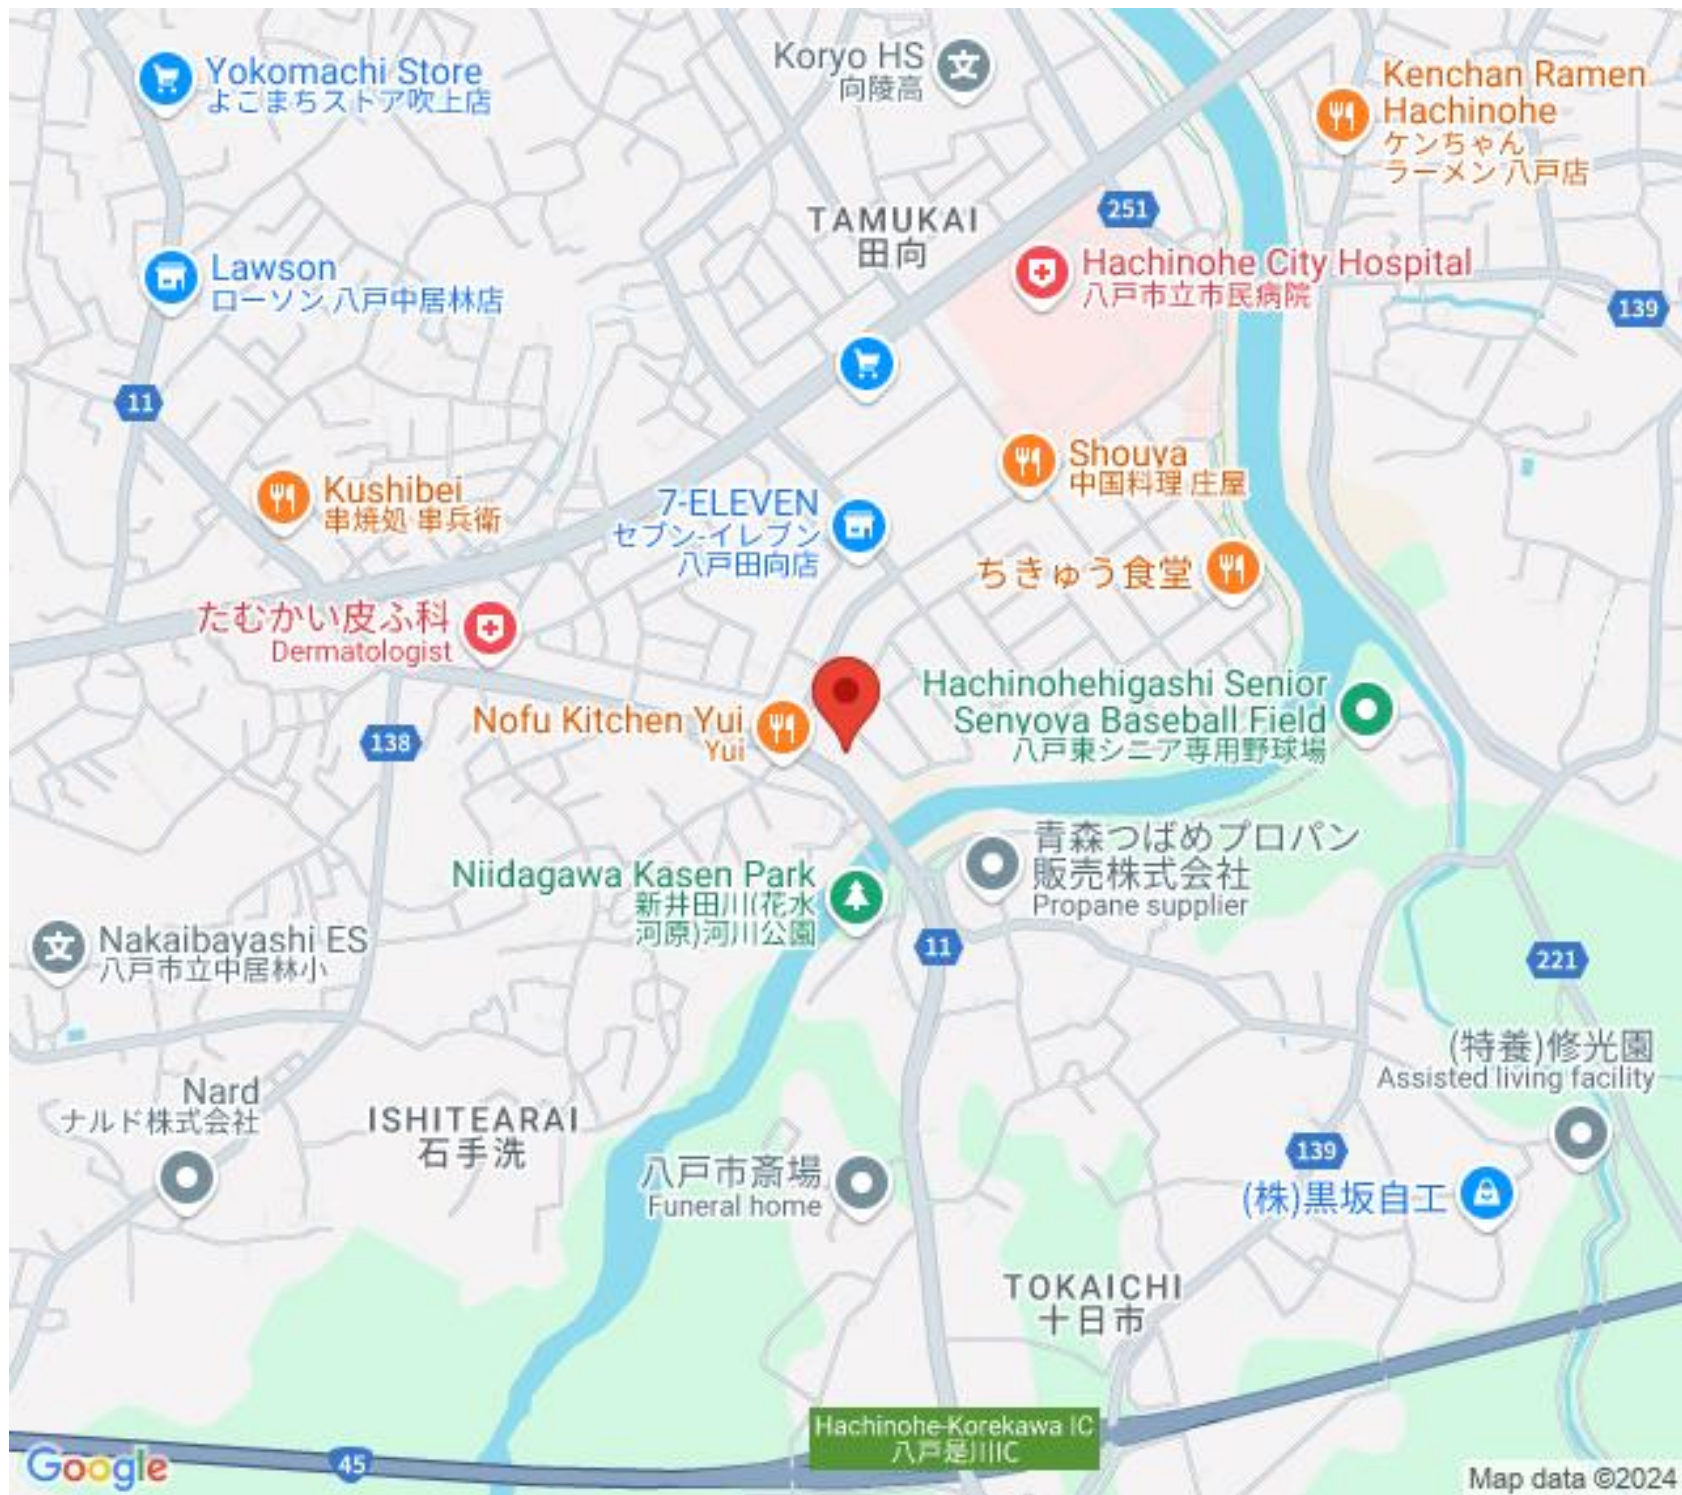 Koryo HS
向陵高
Yokomachi Store
よこまちストア吹上店
Kenchan Ramen
Hachinohe
ケンちゃん
ラーメン 八戸店
251
TAMUKAI
田向
Lawson
ローソン 八戸中居林店
Hachinohe City Hospital
八戸市立市民病院
139
11
Shouya
中国料理 庄屋
Kushibei
串焼処 串兵衛
7-ELEVEN
セブン-イレブン
八戸田向店
ちきゅう食堂
たむかい皮ふ科
Dermatologist
Hachinohehigashi Senior
Senyova Baseball Field
八戸東シニア専用野球場
Nofu Kitchen Yui
Yui
138
青森つばめプロパン
販売株式会社
Propane supplier
Niidagawa Kasen Park
新井田川(花水
河原)河川公園
Nakaibayashi ES
八戸市立中居林小
11
221
(特養)修光園
Assisted living facility
Nard
ナルド株式会社
ISHITEARAI
石手洗
八戸市斎場
Funeral home
139
(株)黒坂自工
TOKAICHI
十日市
Hachinohe-Korekawa IC
八戸是川IC
45
Google
Map data ©2024